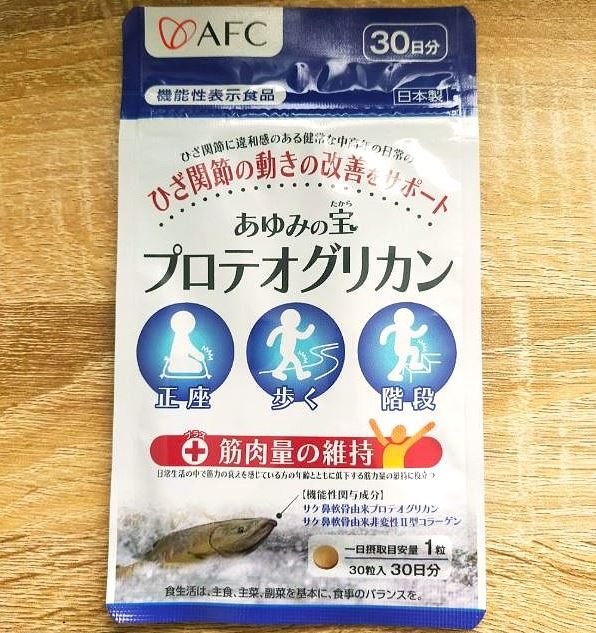 AFC
30日分
機能性表示食品
日本製
ひざ関節に違和感のある健常な中高年の日常の
ひざ関節の動きの改善をサポート
たから
あゆみの宝
プロテオグリカン
正座
歩く
階段
プラス
筋肉量の維持
日常生活の中で筋力の衰えを感じている方の年齢とともに低下する筋力量の維持に役立つ
【機能性関与成分】
サケ鼻軟骨由来プロテオグリカン
サケ鼻軟骨由来非変性Ⅱ型コラーゲン
一日摂取目安量 1粒
30粒入 30日分
食生活は、主食、主菜、副菜を基本に、食事のバランスを。